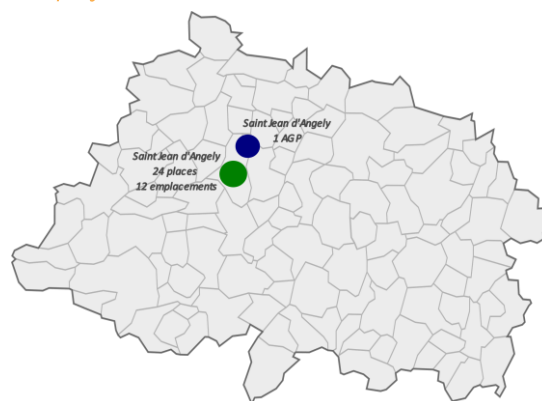 Saint Jean d'Angely
1 AGP
Saint Jean d'Angely
24 places
12 emplacements